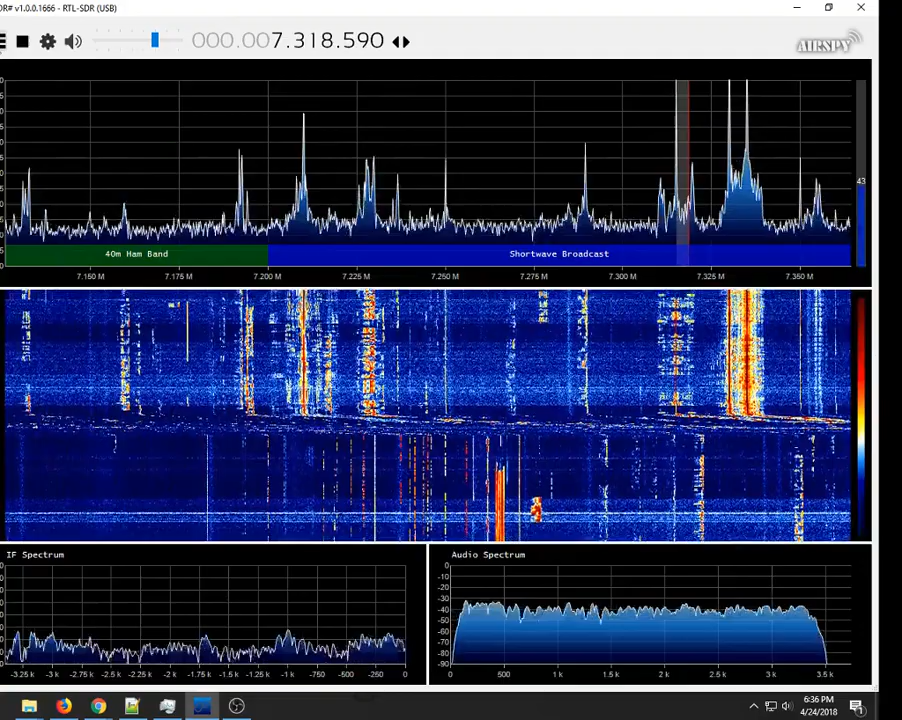 DR# v1.0.0.1666 - RTL-SDR (USB)
000.007.318.590
AIRSPY
43
40m Ham Band
Shortwave Broadcast
7.150 M 7.175 M 7.200 M 7.225 M 7.250 M 7.275 M 7.300 M 7.325 M 7.350 M
IF Spectrum
Audio Spectrum
0
-10
-20
-30
-40
-50
-60
-70
-80
-90
-3.25 k -3 k -2.75 k -2.5 k -2.25 k -2 k -1.75 k -1.5 k -1.25 k -1 k -750 -500 -250 0
0 500 1 k 1.5 k 2 k 2.5 k 3 k 3.5 k
6:36 PM
4/24/2018